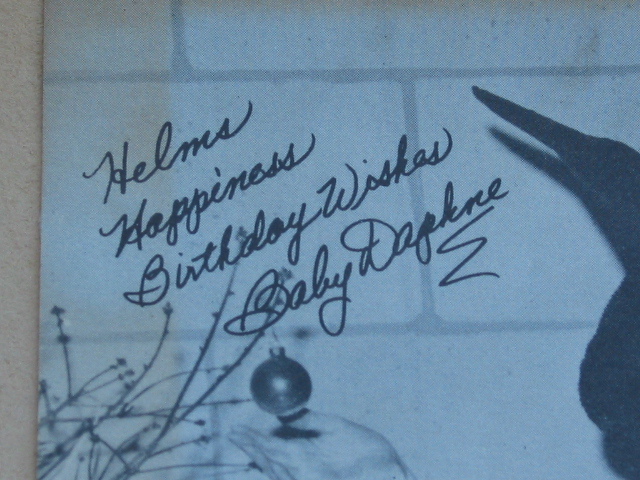 Helms
Happiness
Birthday Wishes
Baby Daphne